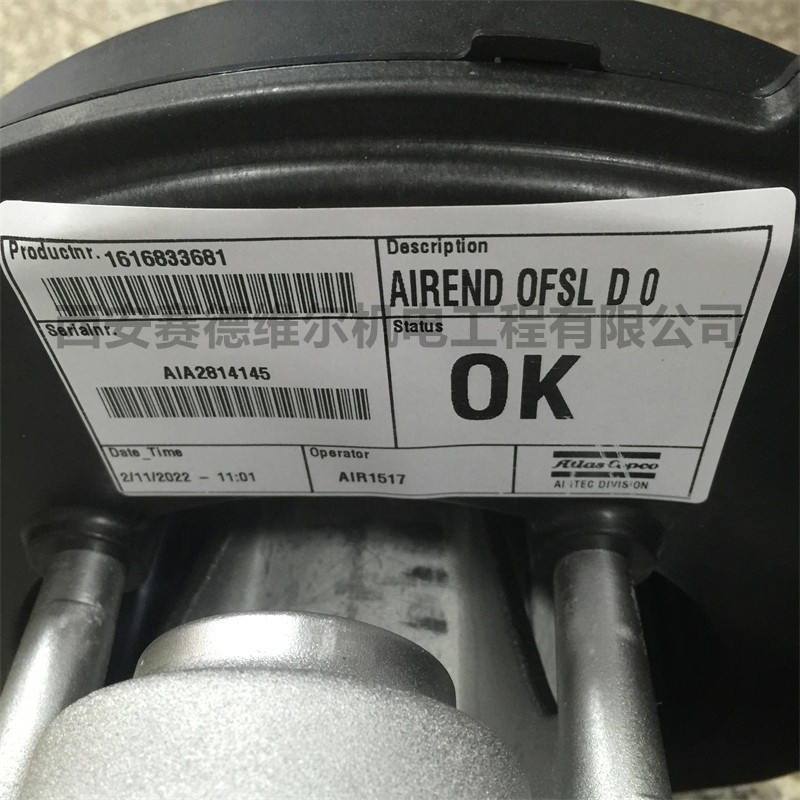 Productnr. 1616833681
Description
AIREND OFSL D 0
西安赛德维尔机电工程有限公司
Serialnr.
Status
AIA2814145
OK
Date_Time
Operator
2/11/2022 - 11:01
AIR1517
Atlas Copco
AIRTEC DIVISION